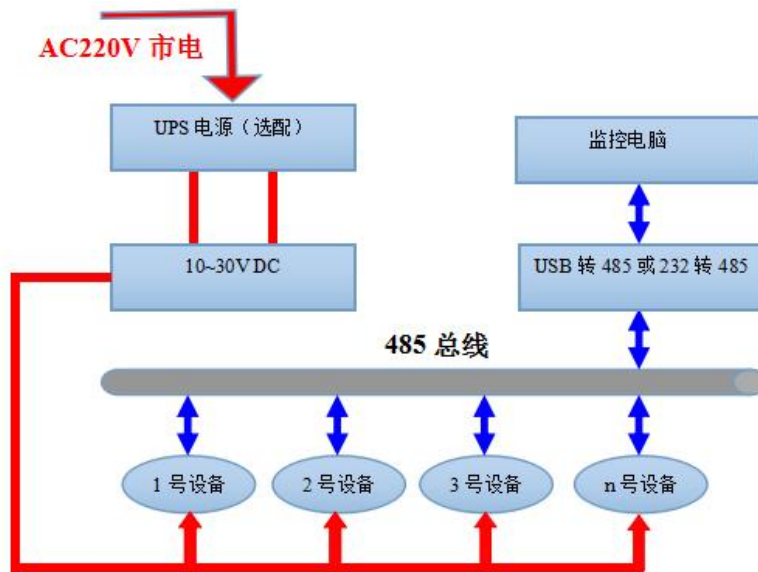 AC220V 市电
UPS 电源（选配）
监控电脑
10~30V DC
USB 转 485 或 232 转 485
485 总线
1 号设备
2 号设备
3 号设备
n 号设备